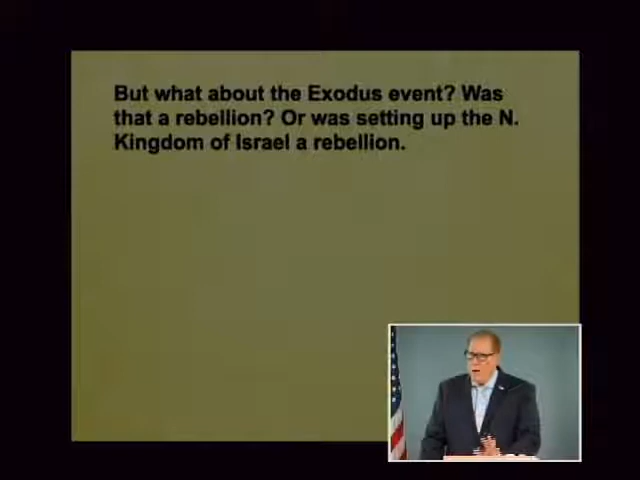 But what about the Exodus event? Was
that a rebellion? Or was setting up the N.
Kingdom of Israel a rebellion.